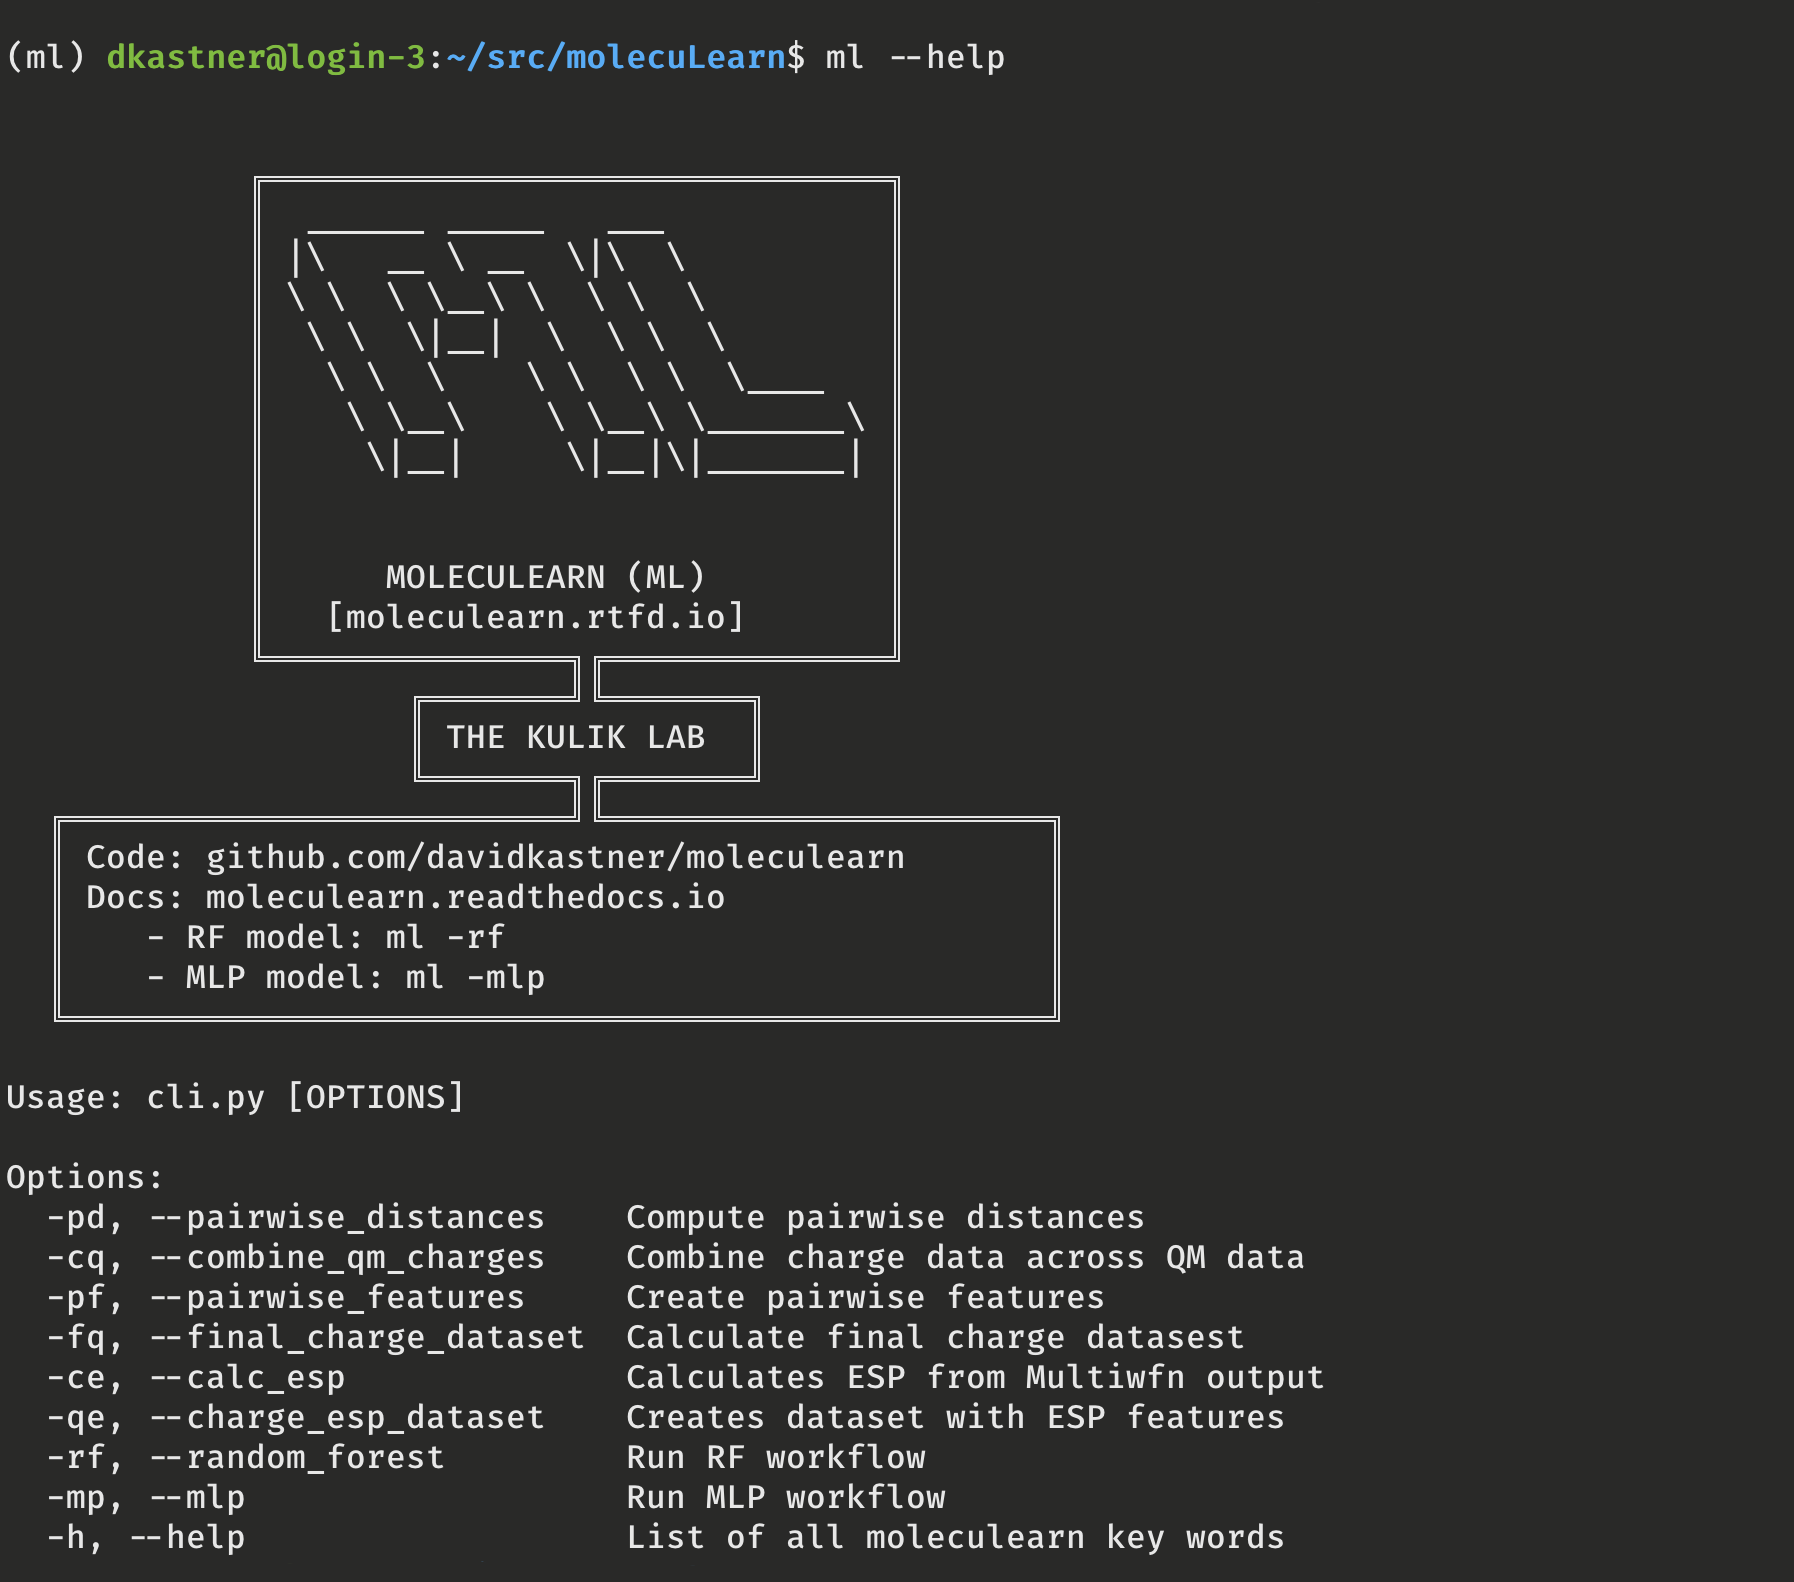 (ml) dkastner@login-3:~/src/molecuLearn$ ml --help
MOLECULEARN (ML)
[moleculearn.rtfd.io]
THE KULIK LAB
Code: github.com/davidkastner/moleculearn
Docs: moleculearn.readthedocs.io
- RF model: ml -rf
- MLP model: ml -mlp
Usage: cli.py [OPTIONS]
Options:
-pd, --pairwise_distances Compute pairwise distances
-cq, --combine_qm_charges Combine charge data across QM data
-pf, --pairwise_features Create pairwise features
-fq, --final_charge_dataset Calculate final charge datasest
-ce, --calc_esp Calculates ESP from Multiwfn output
-qe, --charge_esp_dataset Creates dataset with ESP features
-rf, --random_forest Run RF workflow
-mp, --mlp Run MLP workflow
-h, --help List of all moleculearn key words